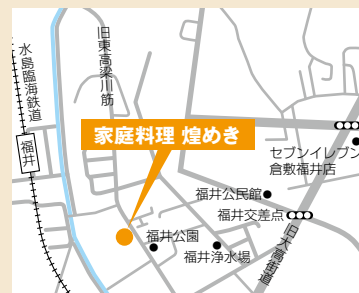 水島臨海鉄道
福井
旧東高梁川筋
家庭料理 煌めき
セブンイレブン
倉敷福井店
福井公民館
福井交差点
福井公園
福井浄水場
旧大高街道